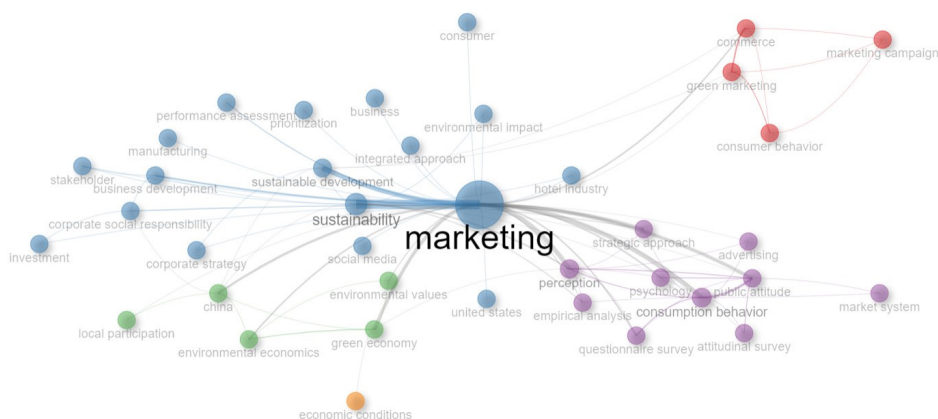 consumer
commerce
marketing campaign
green marketing
performance assessment
prioritization
business
environmental impact
manufacturing
integrated approach
consumer behavior
stakeholder
business development
sustainable development
hotel industry
corporate social responsibility
sustainability
marketing
strategic approach
investment
corporate strategy
social media
advertising
perception
psychology
public attitude
china
environmental values
united states
empirical analysis
consumption behavior
market system
local participation
environmental economics
green economy
questionnaire survey
attitudinal survey
economic conditions